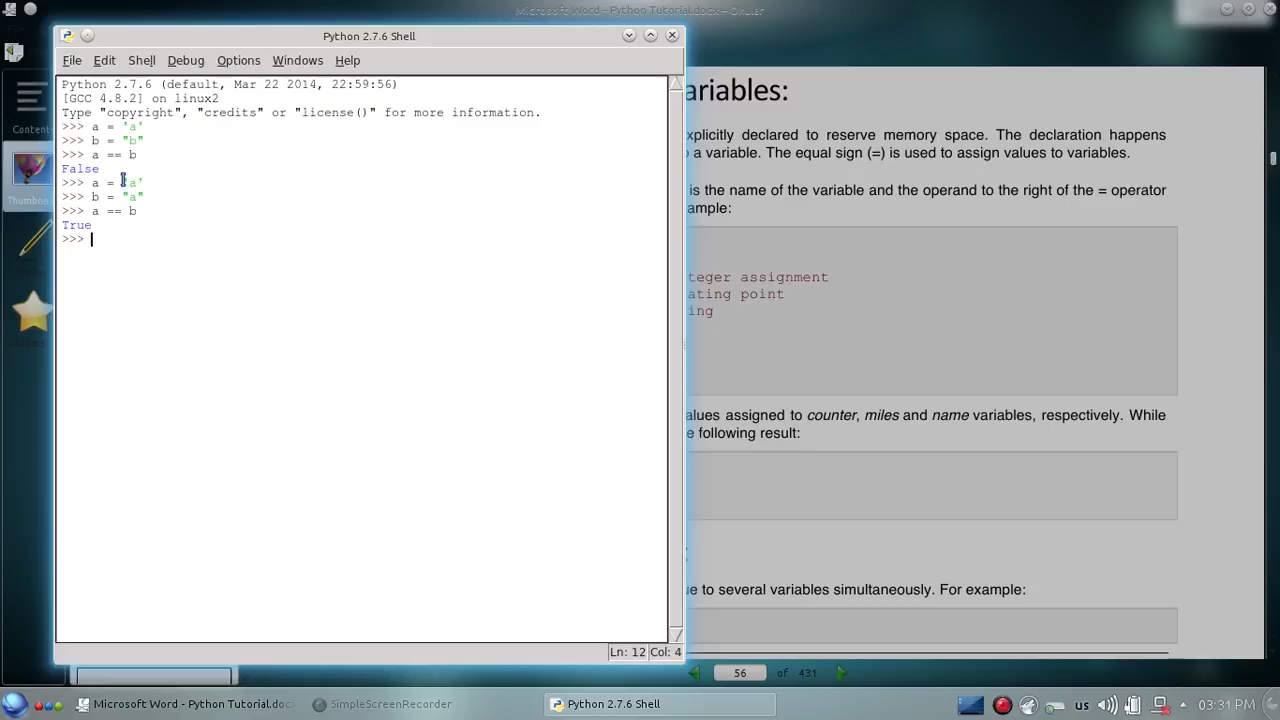 Microsoft Word - Python Tutorial.docx – Okular
Python 2.7.6 Shell
File Edit Shell Debug Options Windows Help
Python 2.7.6 (default, Mar 22 2014, 22:59:56)
[GCC 4.8.2] on linux2
Type "copyright", "credits" or "license()" for more information.
>>> a = 'a'
>>> b = "b"
>>> a == b
False
>>> a = 'a'
>>> b = "a"
>>> a == b
True
>>>
Ln: 12 Col: 4
Content
Thumbna
ariables:
xplicitly declared to reserve memory space. The declaration happens
o a variable. The equal sign (=) is used to assign values to variables.
is the name of the variable and the operand to the right of the = operator
ample:
teger assignment
ating point
ing
alues assigned to counter, miles and name variables, respectively. While
e following result:
ue to several variables simultaneously. For example:
56 of 431
Microsoft Word - Python Tutorial.doc
SimpleScreenRecorder
Python 2.7.6 Shell
us
03:31 PM